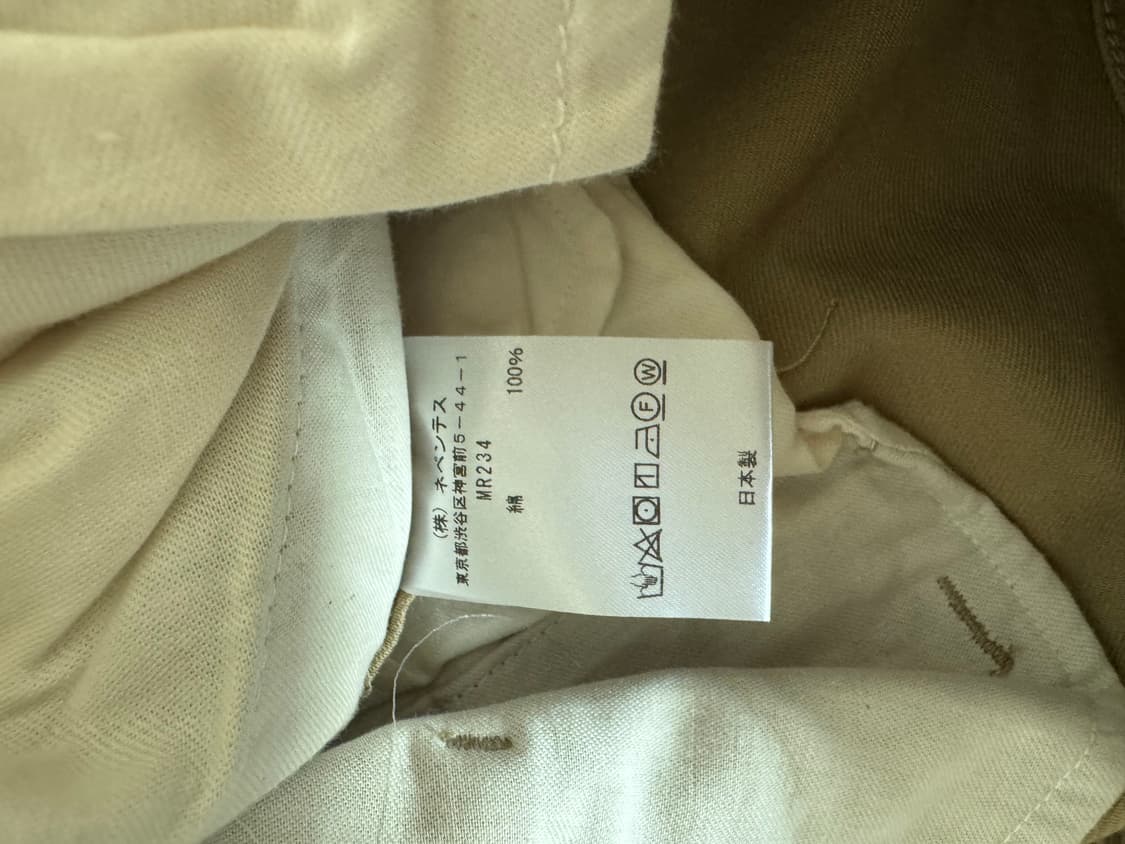 (株) ネペンテス
東京都渋谷区神宮前5-44-1
MR234
綿 100%
F W
日本製